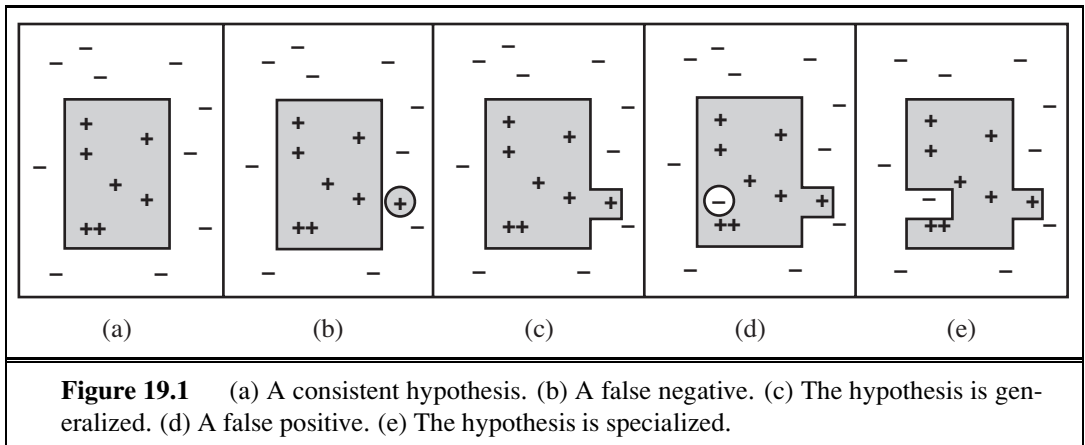 (a) (b) (c) (d) (e)
Figure 19.1 (a) A consistent hypothesis. (b) A false negative. (c) The hypothesis is gen-
eralized. (d) A false positive. (e) The hypothesis is specialized.